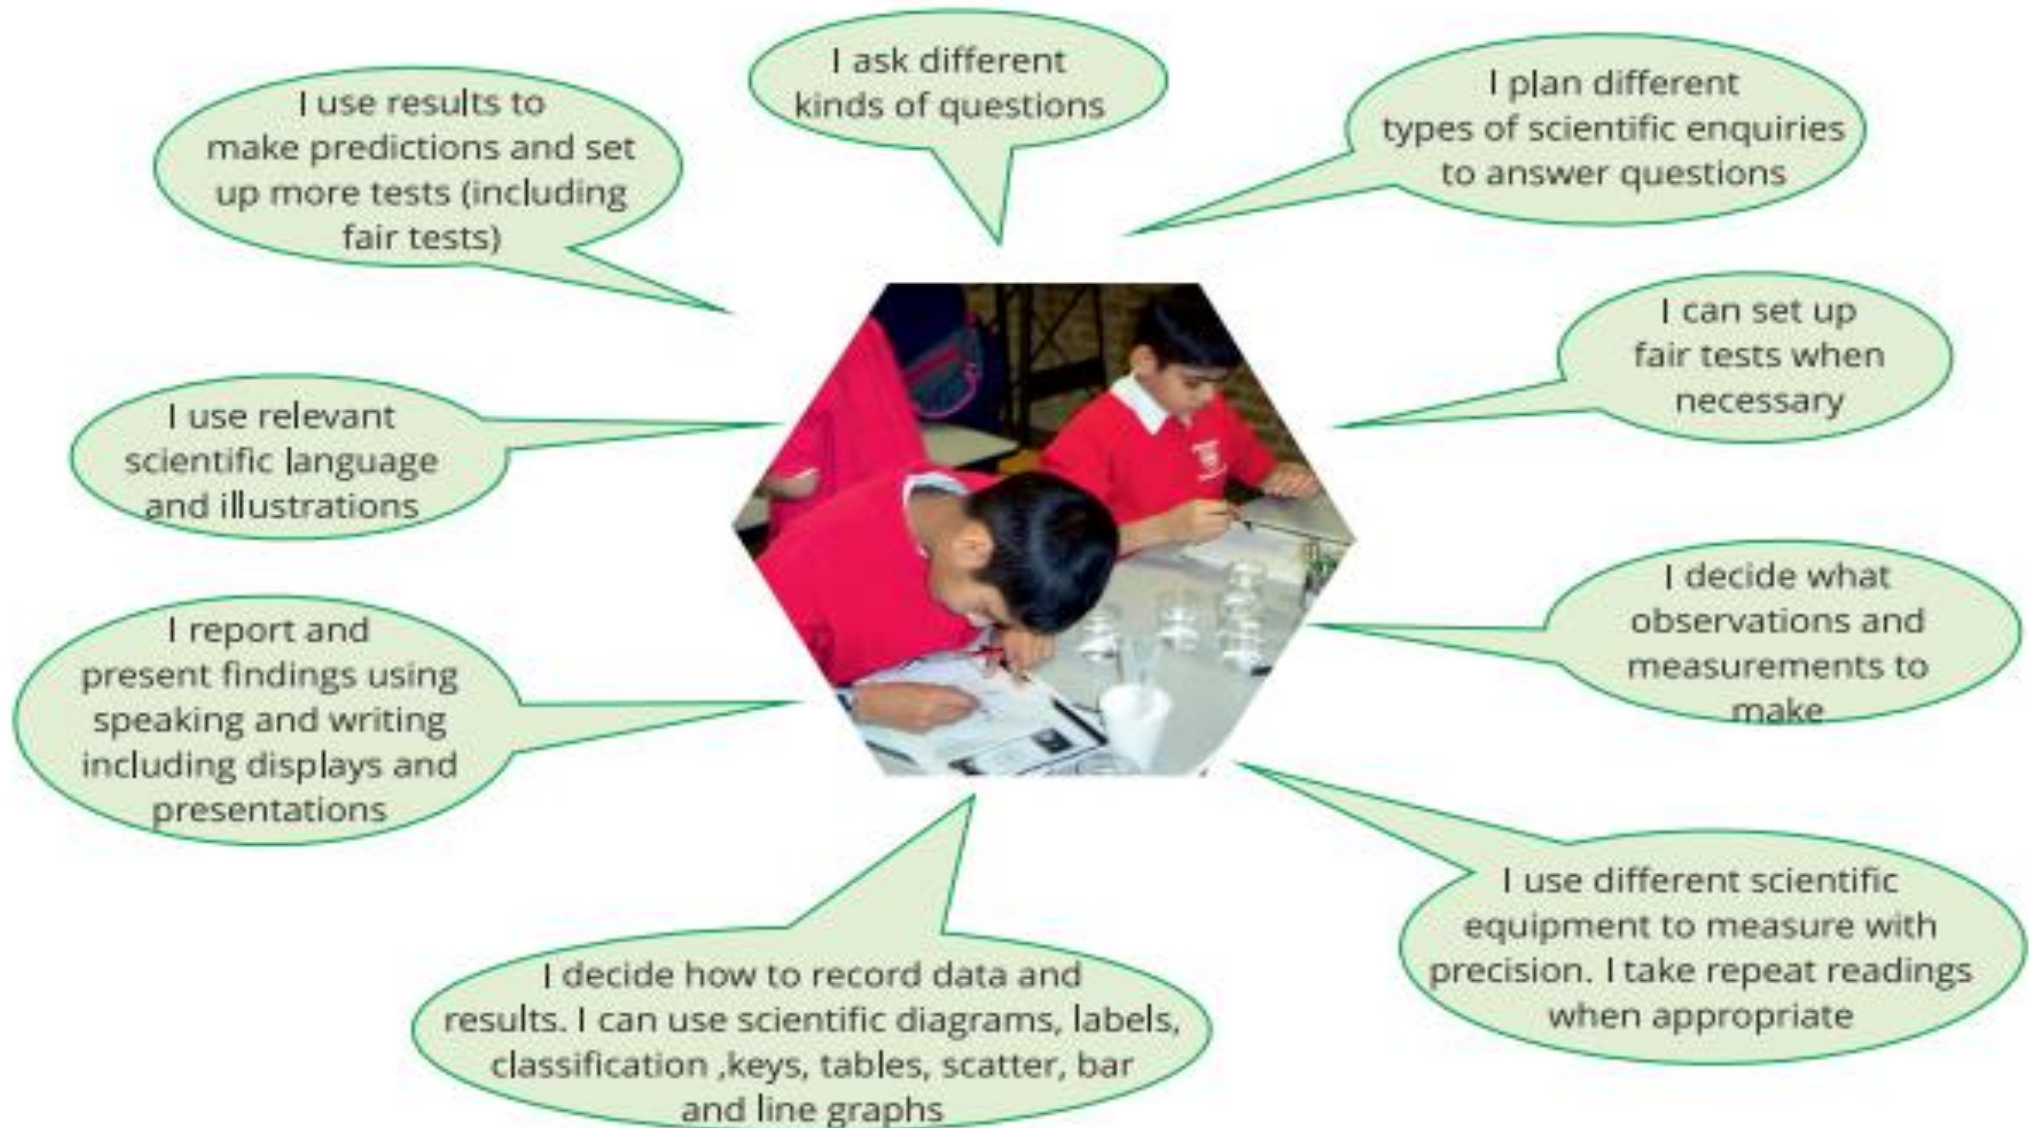 I ask different
kinds of questions
I plan different
types of scientific enquiries
to answer questions
I can set up
fair tests when
necessary
I decide what
observations and
measurements to
make
I use different scientific
equipment to measure with
precision. I take repeat readings
when appropriate
I decide how to record data and
results. I can use scientific diagrams, labels,
classification ,keys, tables, scatter, bar
and line graphs
I report and
present findings using
speaking and writing
including displays and
presentations
I use relevant
scientific language
and illustrations
I use results to
make predictions and set
up more tests (including
fair tests)